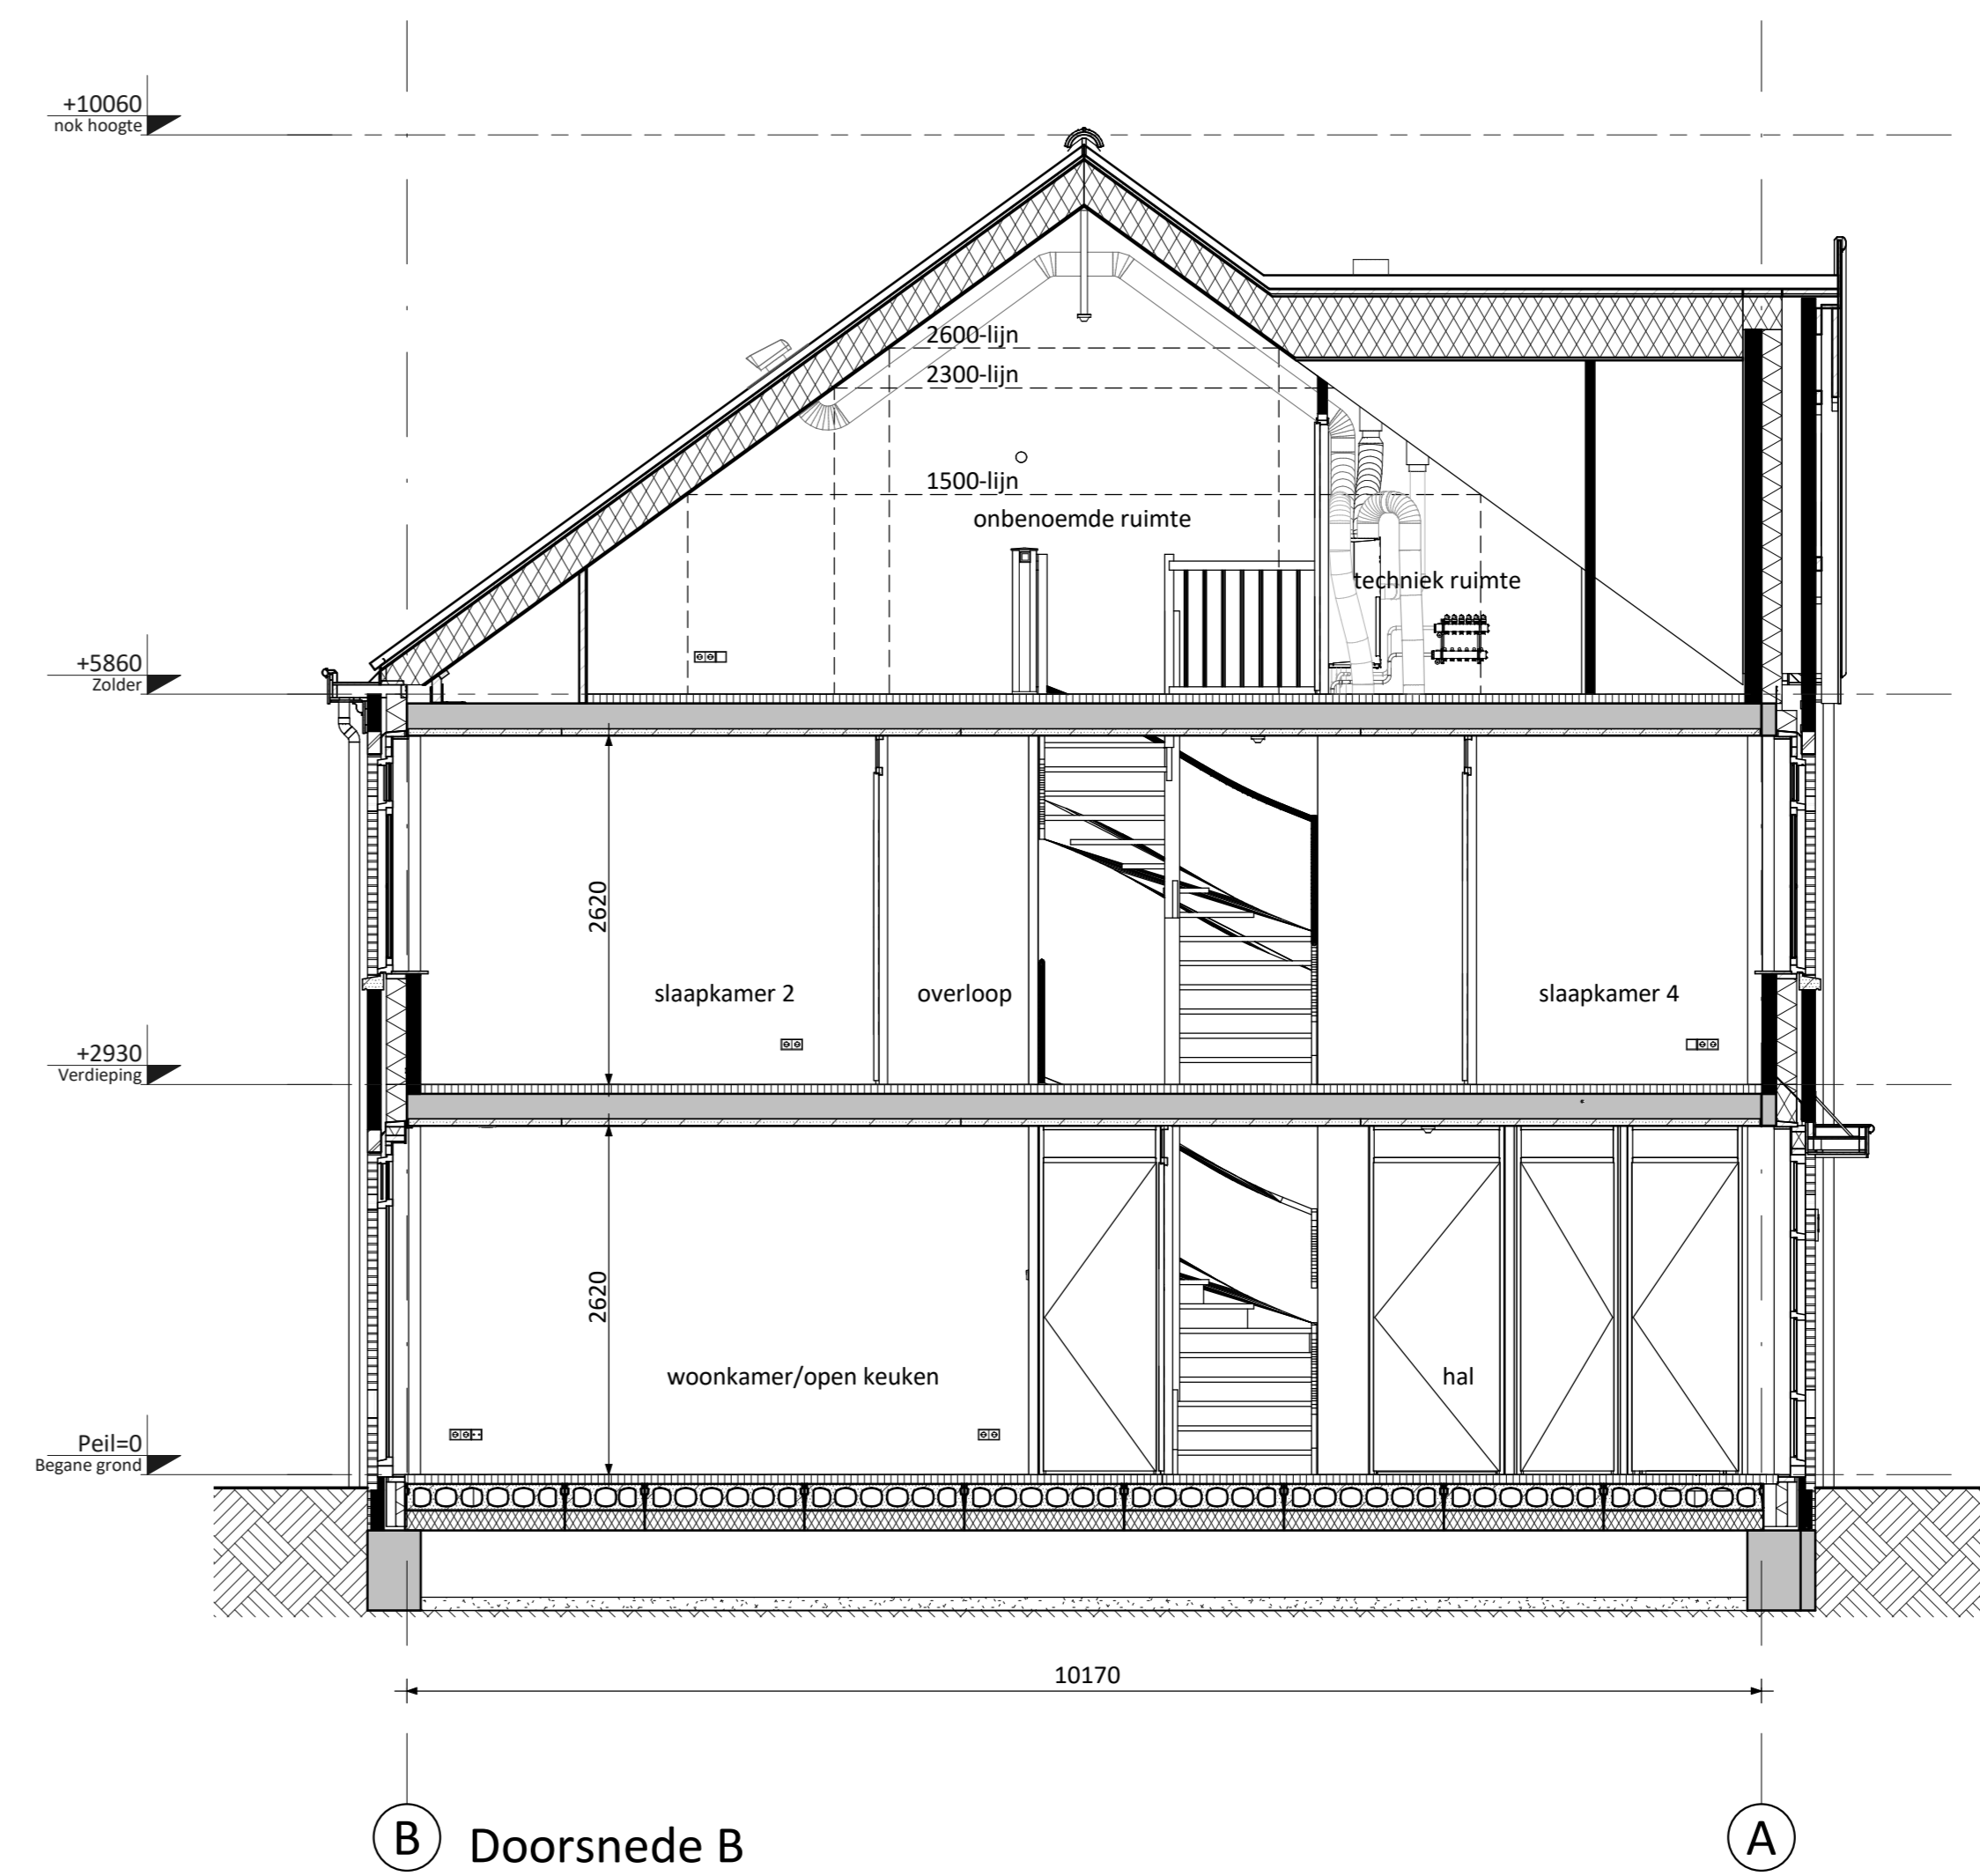 +10060
nok hoogte
2600-lijn
2300-lijn
1500-lijn
onbenoemde ruimte
techniek ruimte
+5860
Zolder
2620
slaapkamer 2
overloop
slaapkamer 4
+2930
Verdieping
2620
woonkamer/open keuken
hal
Peil=0
Begane grond
10170
B
Doorsnede B
A